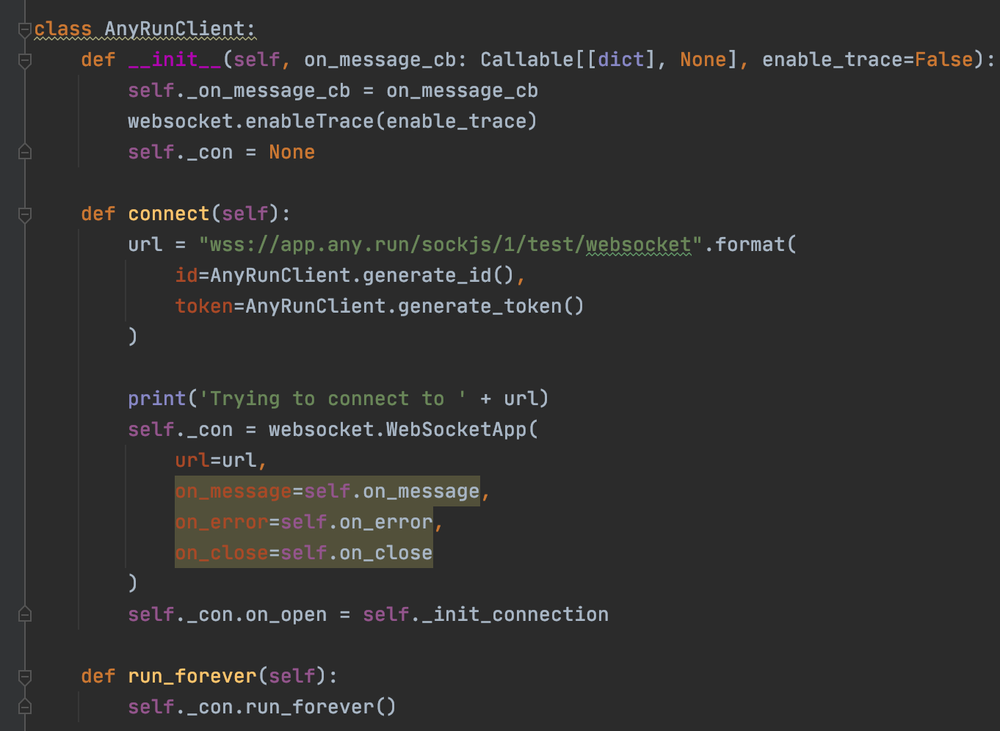 class AnyRunClient:
    def __init__(self, on_message_cb: Callable[[dict], None], enable_trace=False):
        self._on_message_cb = on_message_cb
        websocket.enableTrace(enable_trace)
        self._con = None

    def connect(self):
        url = "wss://app.any.run/sockjs/1/test/websocket".format(
            id=AnyRunClient.generate_id(),
            token=AnyRunClient.generate_token()
        )

        print('Trying to connect to ' + url)
        self._con = websocket.WebSocketApp(
            url=url,
            on_message=self.on_message,
            on_error=self.on_error,
            on_close=self.on_close
        )
        self._con.on_open = self._init_connection

    def run_forever(self):
        self._con.run_forever()